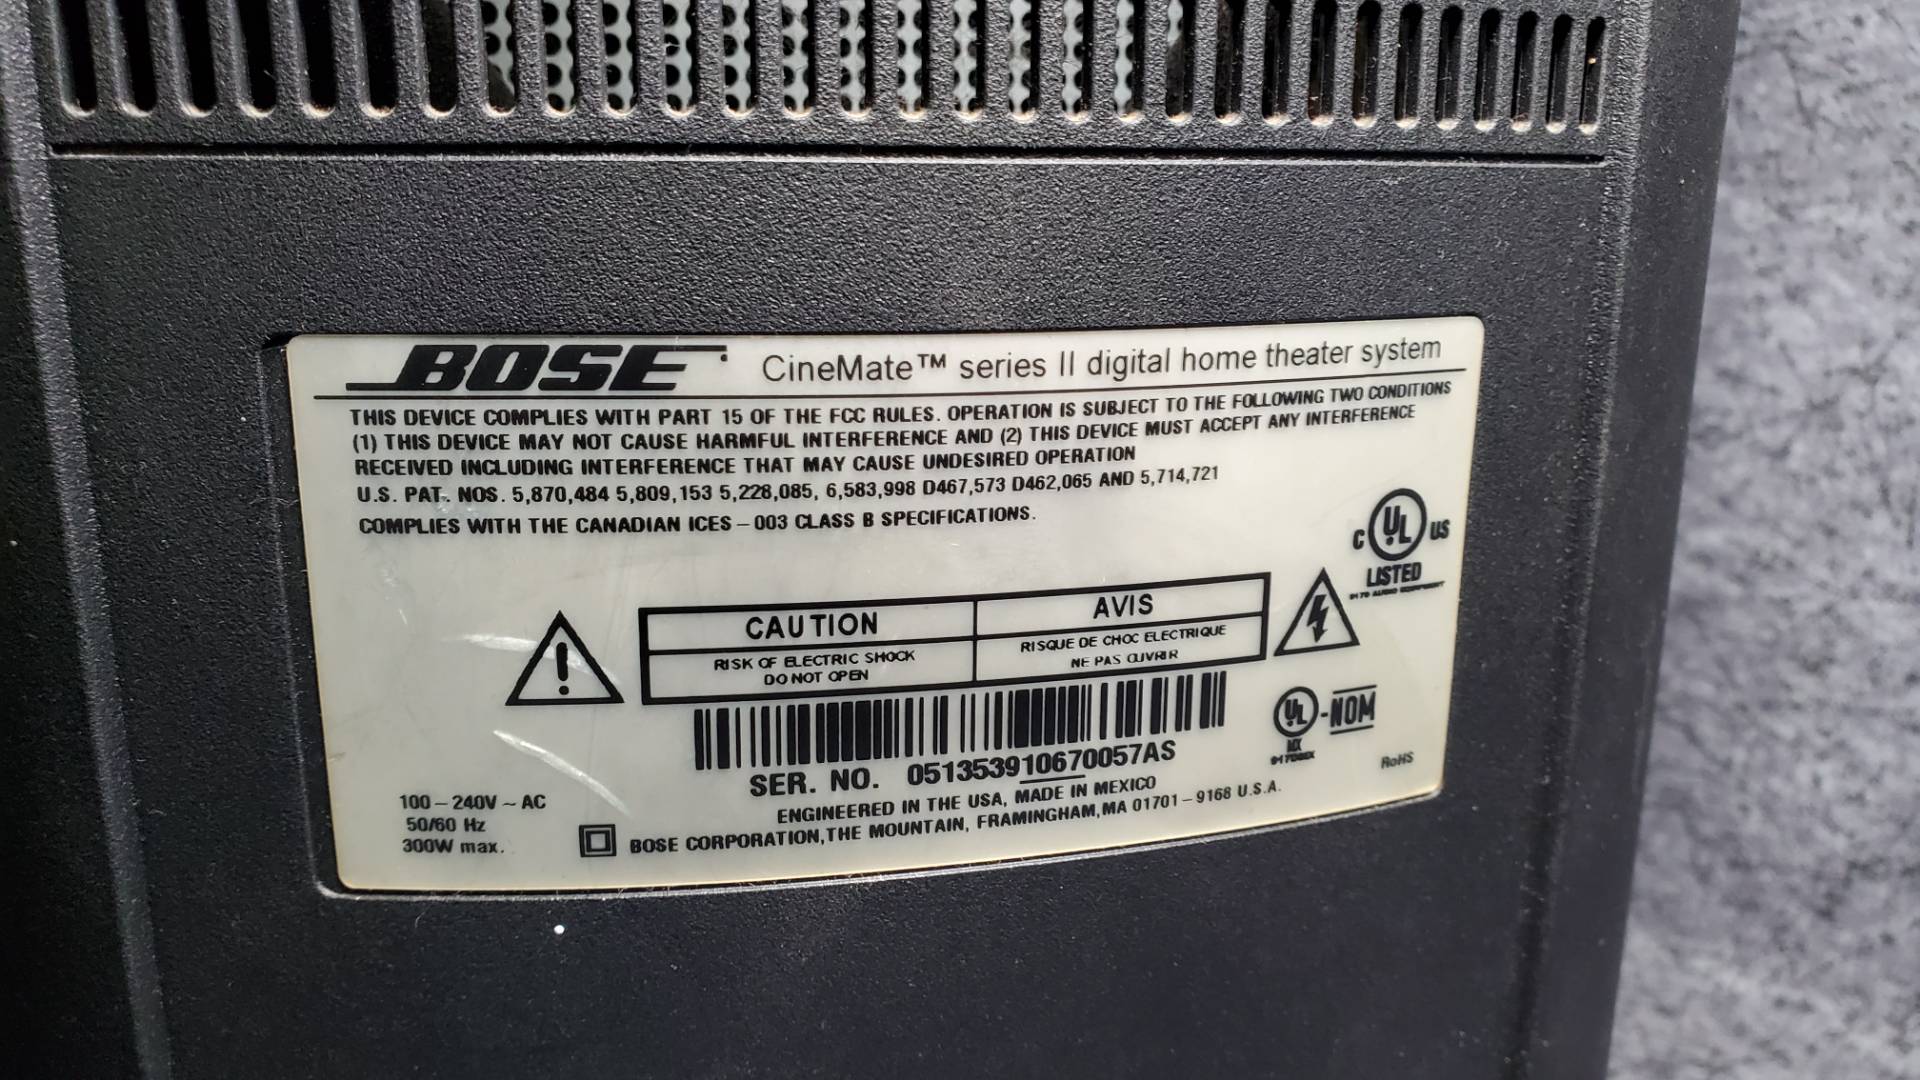 BOSE CineMate™ series II digital home theater system
THIS DEVICE COMPLIES WITH PART 15 OF THE FCC RULES. OPERATION IS SUBJECT TO THE FOLLOWING TWO CONDITIONS
(1) THIS DEVICE MAY NOT CAUSE HARMFUL INTERFERENCE AND (2) THIS DEVICE MUST ACCEPT ANY INTERFERENCE
RECEIVED INCLUDING INTERFERENCE THAT MAY CAUSE UNDESIRED OPERATION
U.S. PAT. NOS. 5,870,484 5,809,153 5,228,085, 6,583,998 D467,573 D462,065 AND 5,714,721
COMPLIES WITH THE CANADIAN ICES – 003 CLASS B SPECIFICATIONS.
C UL US
LISTED
AUDIO EQUIPMENT
CAUTION
RISK OF ELECTRIC SHOCK
DO NOT OPEN
AVIS
RISQUE DE CHOC ELECTRIQUE
NE PAS OUVRIR
UL -NOM
MX
SER. NO. 051353910670057AS
RoHS
ENGINEERED IN THE USA, MADE IN MEXICO
BOSE CORPORATION, THE MOUNTAIN, FRAMINGHAM, MA 01701 – 9168 U.S.A.
100 – 240V ~ AC
50/60 Hz
300W max.